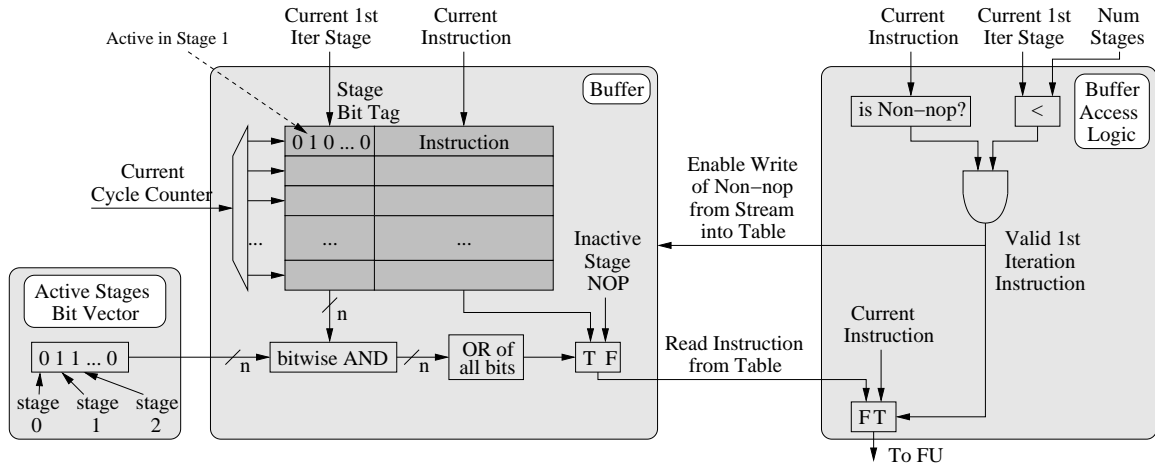 Current 1st
Iter Stage
Current
Instruction
Active in Stage 1
Stage
Bit Tag
Buffer
0 1 0 ... 0
Instruction
Current
Cycle Counter
...
...
...
Inactive
Stage
NOP
n
Active Stages
Bit Vector
0 1 1 ... 0
stage
0
stage
1
stage
2
n
bitwise AND
n
OR of
all bits
T F
Enable Write
of Non−nop
from Stream
into Table
Read Instruction
from Table
Current
Instruction
Current 1st
Iter Stage
Num
Stages
is Non−nop?
<
Buffer
Access
Logic
Valid 1st
Iteration
Instruction
Current
Instruction
F T
To FU